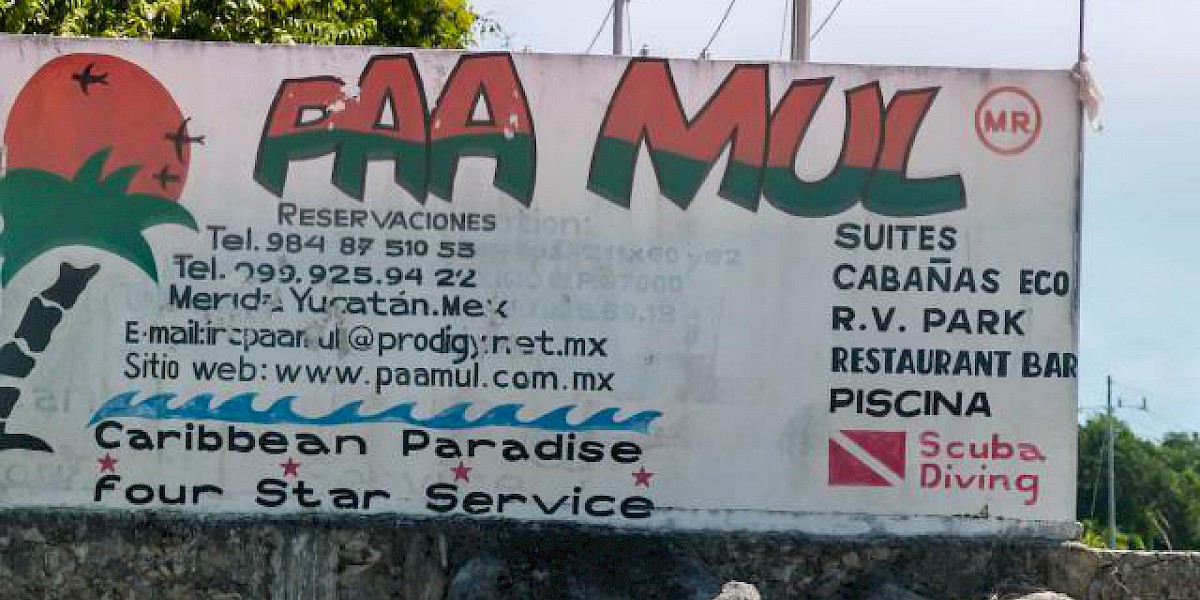 PAA MUL
MR
RESERVACIONES
Tel. 984 87 510 53
Tel. 999.925.94 22
Merida Yucatán.Mex
@prodigy.net.mx
Sitio web: www.paamul.com.mx
Caribbean Paradise
four Star Service
SUITES
CABAÑAS ECO
R.V. PARK
RESTAURANT BAR
PISCINA
Scuba
Diving